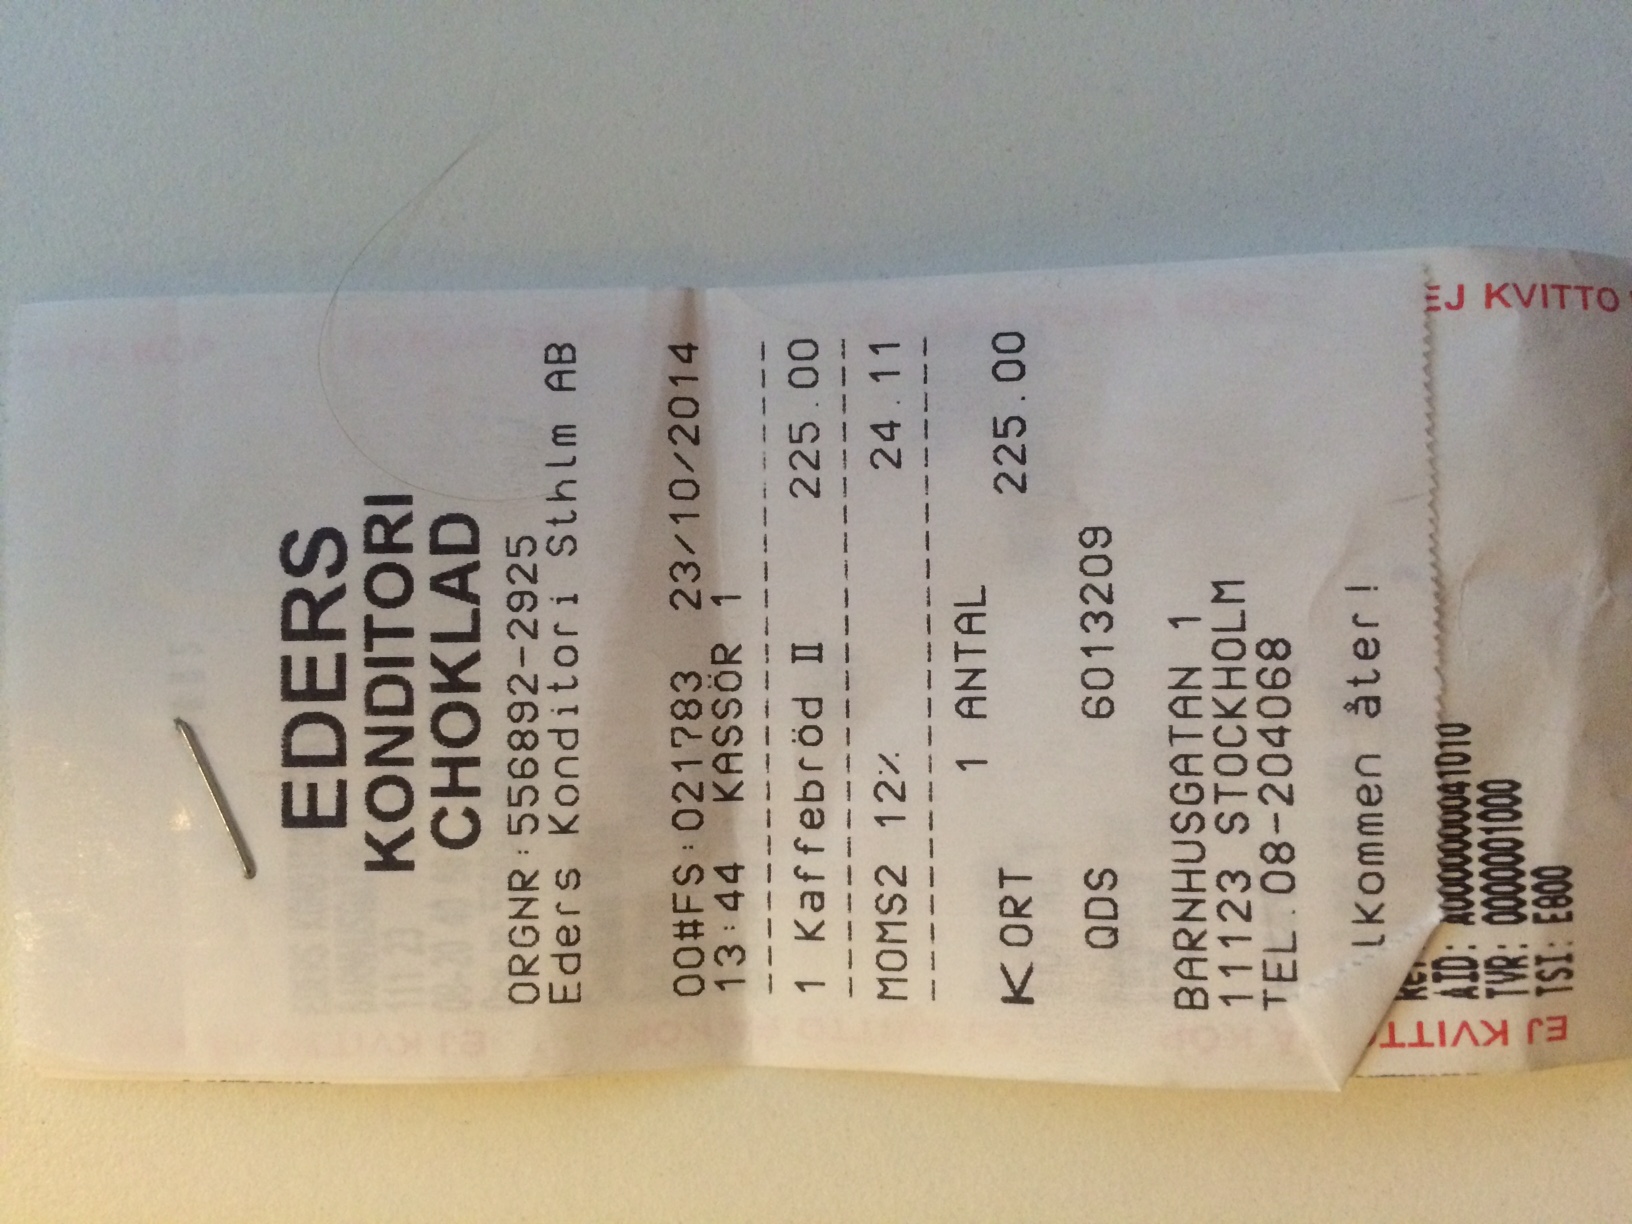 EDERS
KONDITORI
CHOKLAD
ORGNR:556892-2925
Eders Konditori Sthlm AB
00#FS:021783 23/10/2014
13:44 KASSÖR 1
1 Kaffebröd II 225.00
MOMS2 12% 24.11
1 ANTAL
KORT 225.00
QDS 6013209
BARNHUSGATAN 1
11123 STOCKHOLM
TEL.08-204068
lkommen åter!
AID: A0000000041010
TVR: 0000001000
TSI: E800
EJ KVITT
EJ KVITTO